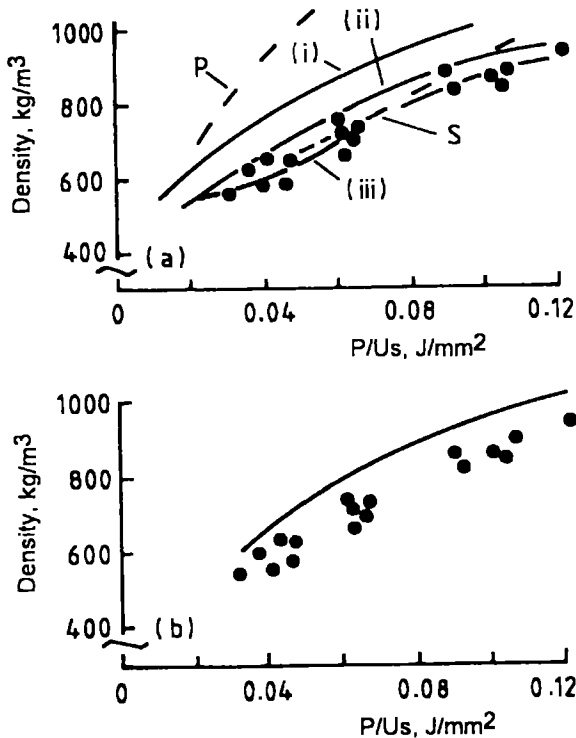 1000
800
600
400
Density, kg/m3
P
(i)
(ii)
S
(iii)
(a)
0
0.04
0.08
0.12
P/Us, J/mm2
1000
800
600
400
Density, kg/m3
(b)
0
0.04
0.08
0.12
P/Us, J/mm2